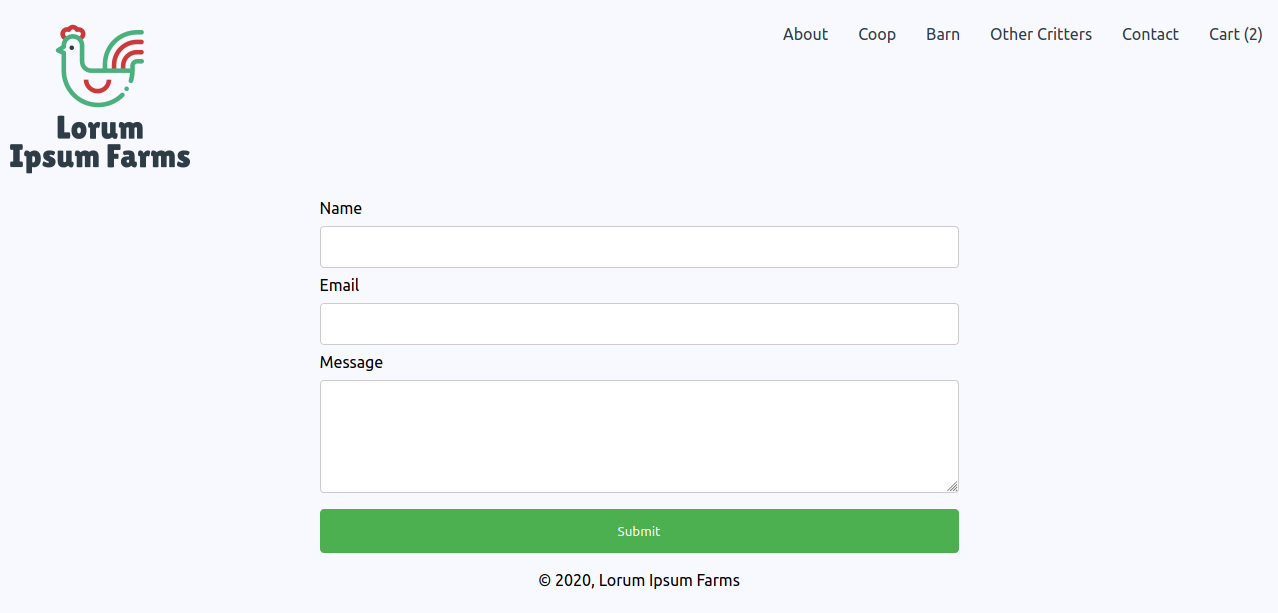 Lorum
Ipsum Farms
About Coop Barn Other Critters Contact Cart (2)
Name
Email
Message
Submit
© 2020, Lorum Ipsum Farms